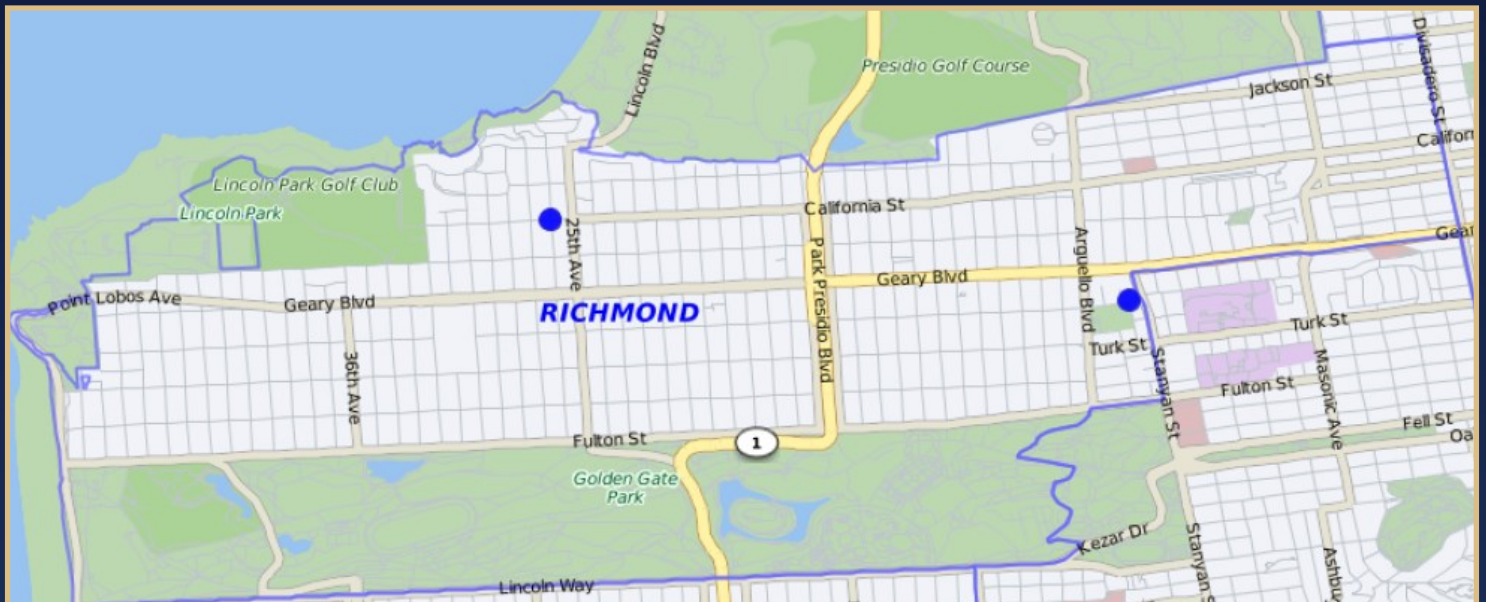 Lincoln Blvd
Presidio Golf Course
Divisadero St
Jackson St
Californ
Lincoln Park Golf Club
Lincoln Park
California St
25th Ave
Park Presidio Blvd
Arguello Blvd
Gear
Point Lobos Ave
Geary Blvd
Geary Blvd
RICHMOND
Turk St
Turk St
36th Ave
Stanyan St
Masonic Ave
Fulton St
Fulton St
1
Fell St
Oa
Golden Gate
Park
Kezar Dr
Stanyan S
Ashbu
Lincoln Way